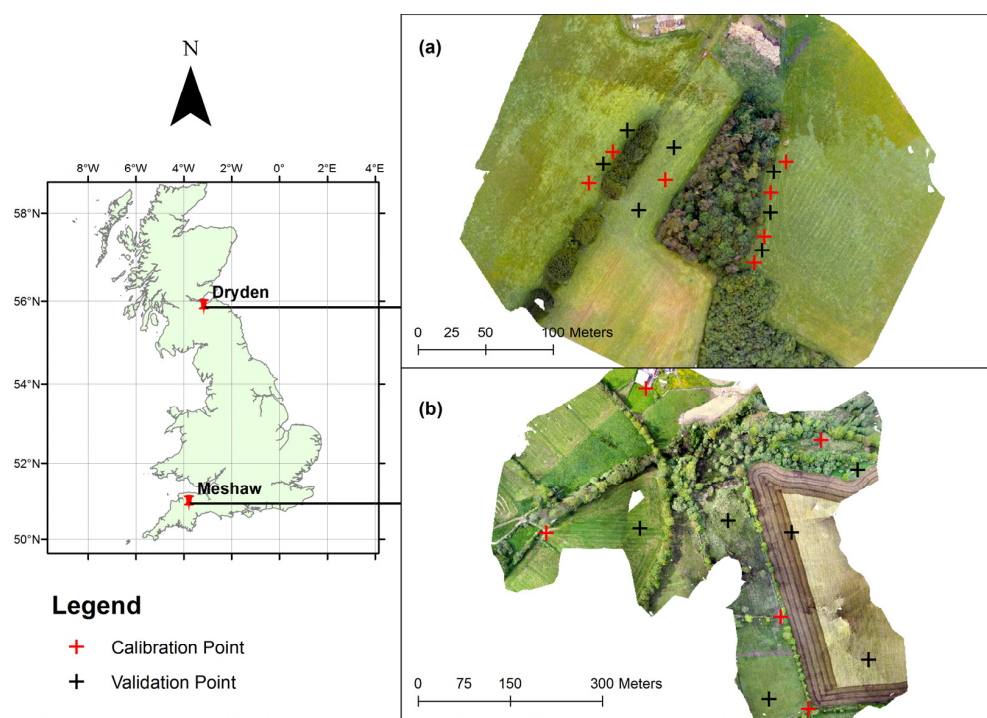 N
8°W 6°W 4°W 2°W 0° 2°E 4°E
58°N
56°N
54°N
52°N
50°N
Dryden
Meshaw
Legend
Calibration Point
Validation Point
(a)
0 25 50 100 Meters
(b)
0 75 150 300 Meters